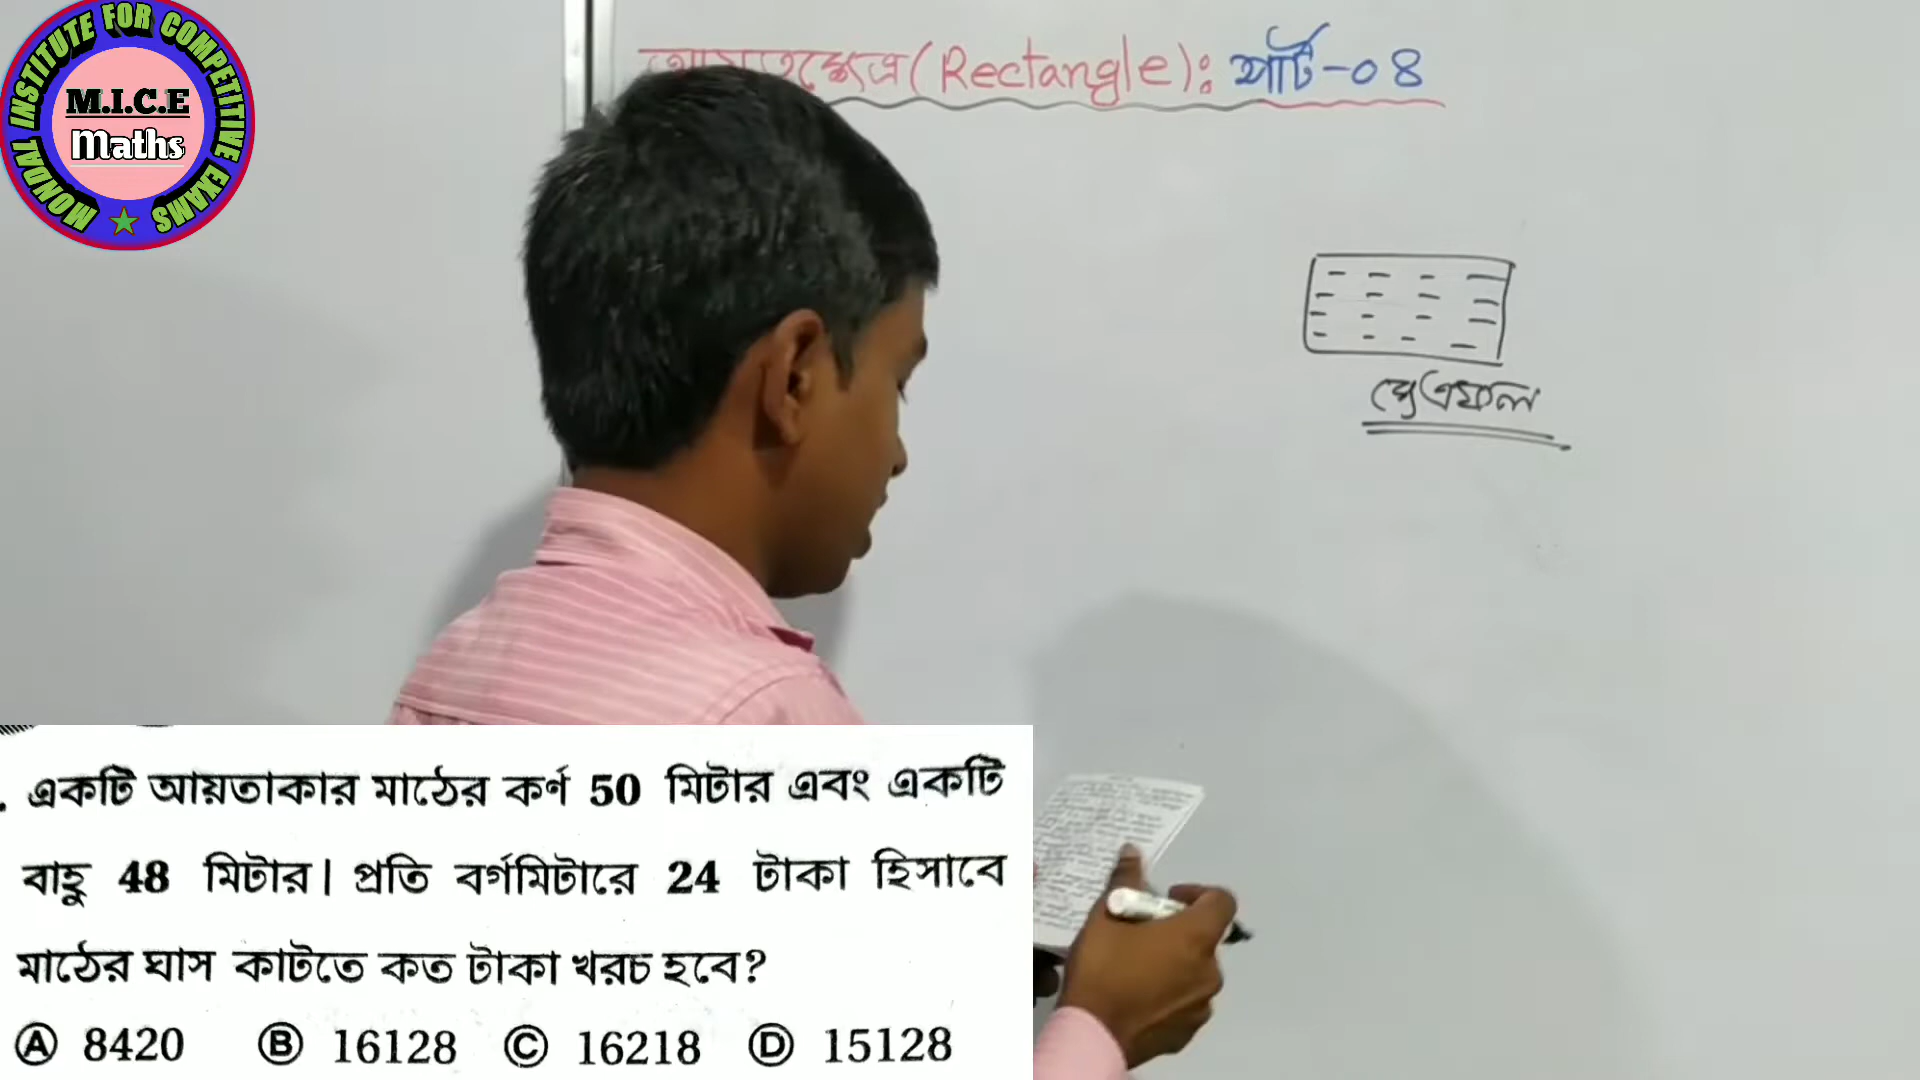 MONDAL INSTITUTE FOR COMPETITIVE EXAMS
M.I.C.E
Maths
(Rectangle): পার্ট-০৪
ক্ষেত্রফল
একটি আয়তাকার মাঠের কর্ণ 50 মিটার এবং একটি
বাহু 48 মিটার। প্রতি বর্গমিটারে 24 টাকা হিসাবে
মাঠের ঘাস কাটতে কত টাকা খরচ হবে?
Ⓐ 8420 Ⓑ 16128 Ⓒ 16218 Ⓓ 15128